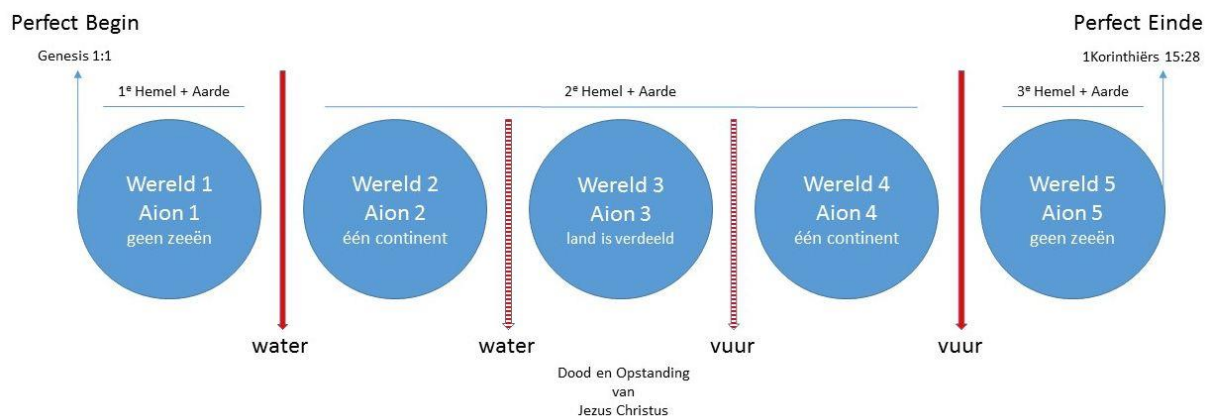 Perfect Begin
Perfect Einde
Genesis 1:1
1Korinthiërs 15:28
1e Hemel + Aarde
2e Hemel + Aarde
3e Hemel + Aarde
Wereld 1
Aion 1
geen zeeën
Wereld 2
Aion 2
één continent
Wereld 3
Aion 3
land is verdeeld
Wereld 4
Aion 4
één continent
Wereld 5
Aion 5
geen zeeën
water
water
vuur
vuur
Dood en Opstanding
van
Jezus Christus